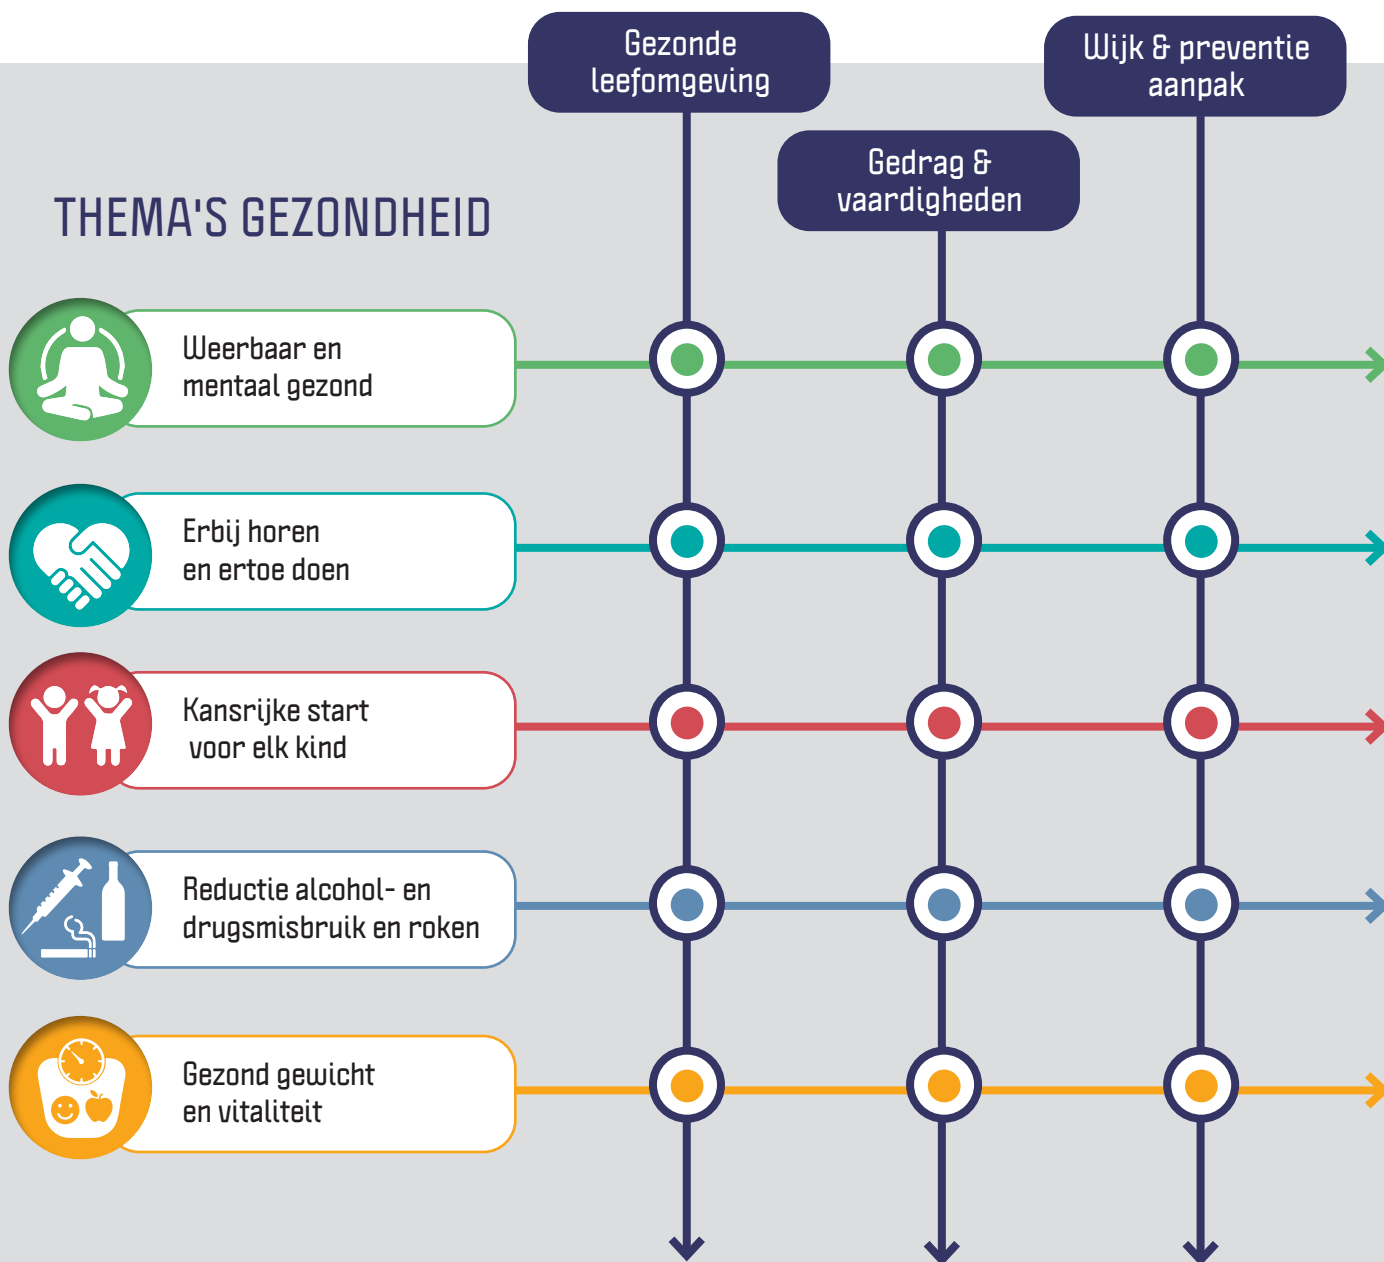 Gezonde
leefomgeving
Wijk & preventie
aanpak
Gedrag &
vaardigheden
THEMA'S GEZONDHEID
Weerbaar en
mentaal gezond
Erbij horen
en ertoe doen
Kansrijke start
voor elk kind
Reductie alcohol- en
drugsmisbruik en roken
Gezond gewicht
en vitaliteit